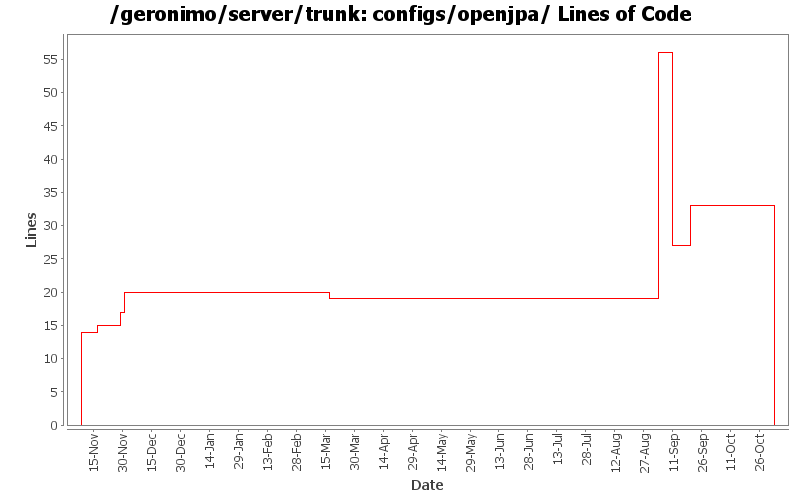 /geronimo/server/trunk: configs/openjpa/ Lines of Code
55
50
45
40
35
30
25
20
15
10
5
0
Lines
15-Nov
30-Nov
15-Dec
30-Dec
14-Jan
29-Jan
13-Feb
28-Feb
15-Mar
30-Mar
14-Apr
29-Apr
14-May
29-May
13-Jun
28-Jun
13-Jul
28-Jul
12-Aug
27-Aug
11-Sep
26-Sep
11-Oct
26-Oct
Date